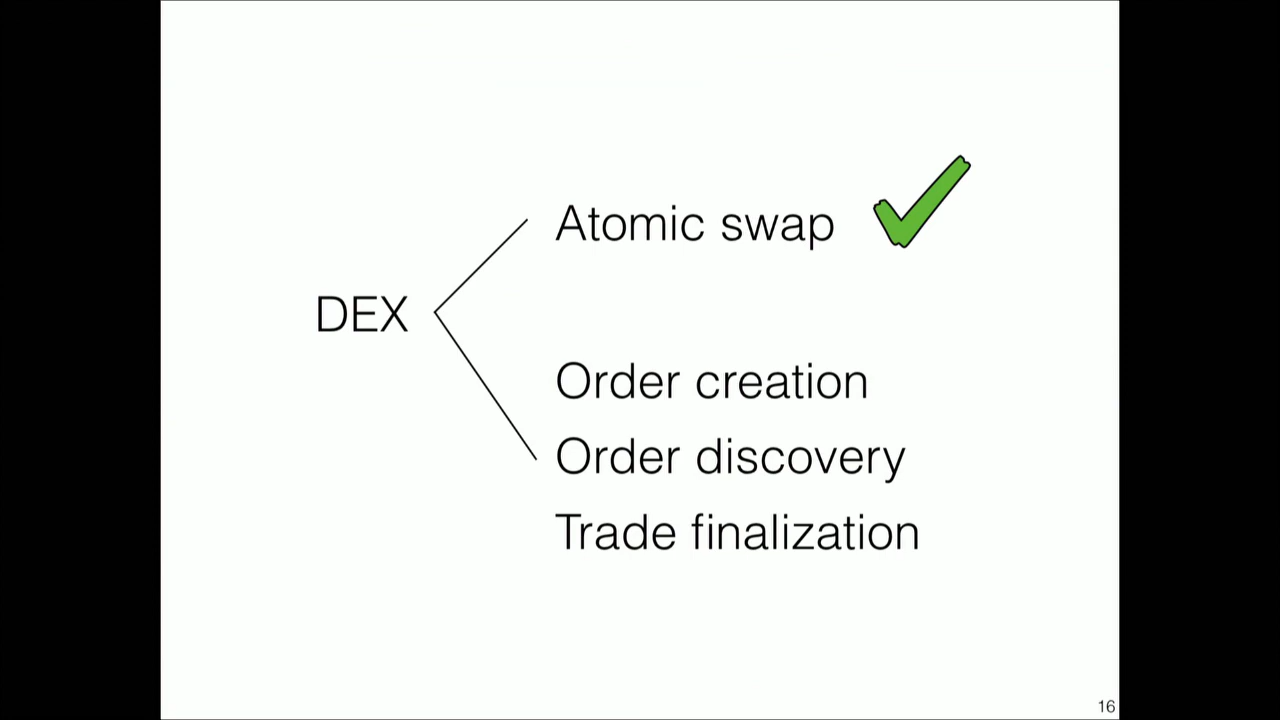 Atomic swap
DEX
Order creation
Order discovery
Trade finalization
16